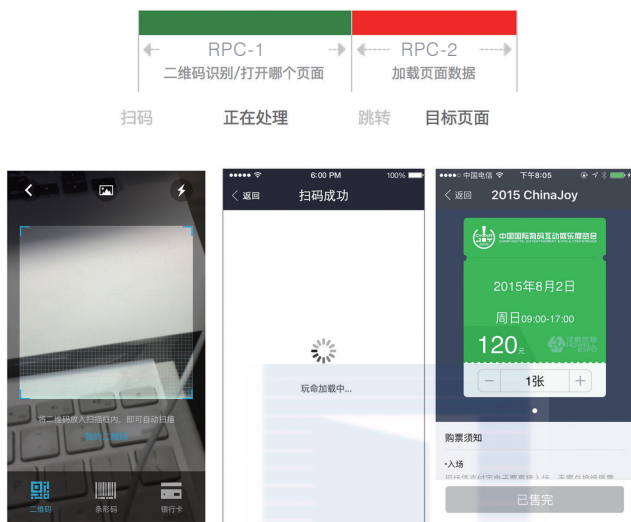 RPC-1
二维码识别/打开哪个页面
RPC-2
加载页面数据
扫码
正在处理
跳转
目标页面
将二维码放入扫描框内，即可自动扫描
我的二维码
二维码
条形码
银行卡
6:00 PM
100%
返回
扫码成功
玩命加载中...
中国电信
下午8:05
返回
2015 ChinaJoy
中国国际数码互动娱乐展览会
2015年8月2日
周日09:00-17:00
120元
1张
购票须知
·入场
已售完